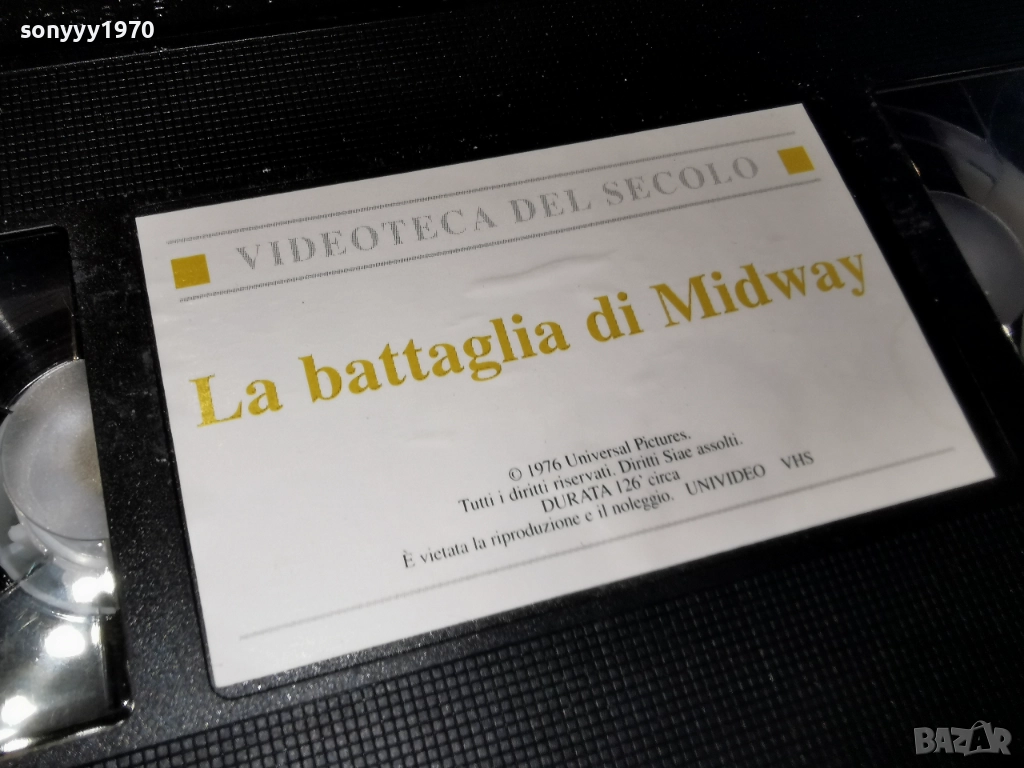 sonyyy1970
VIDEOTECA DEL SECOLO
La battaglia di Midway
© 1976 Universal Pictures.
Tutti i diritti riservati. Diritti Siae assolti.
DURATA 126' circa
È vietata la riproduzione e il noleggio. UNIVIDEO VHS
BAZAR